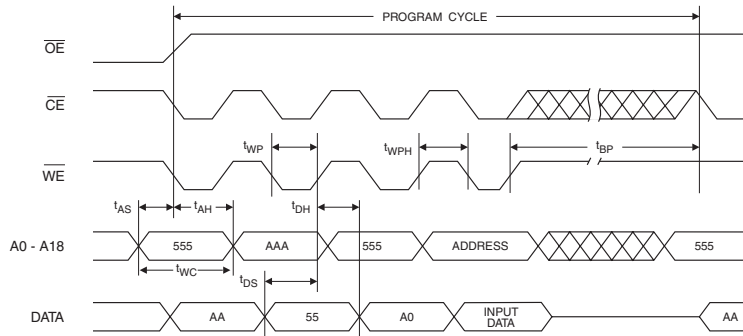 PROGRAM CYCLE
OE
CE
tWP
tWPH
tBP
WE
tAS
tAH
tDH
A0 - A18
555
AAA
555
ADDRESS
555
tWC
tDS
DATA
AA
55
A0
INPUT
DATA
AA